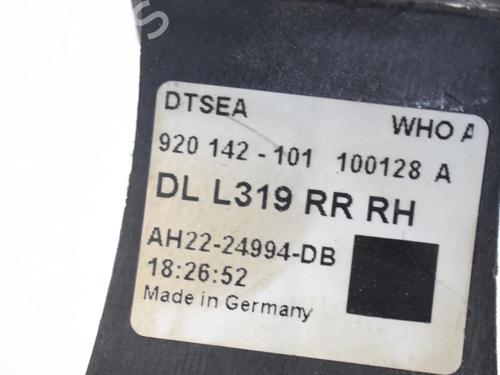 DTSEA WHO A
920 142 - 101 100128 A
DL L319 RR RH
AH22-24994-DB
18:26:52
Made in Germany